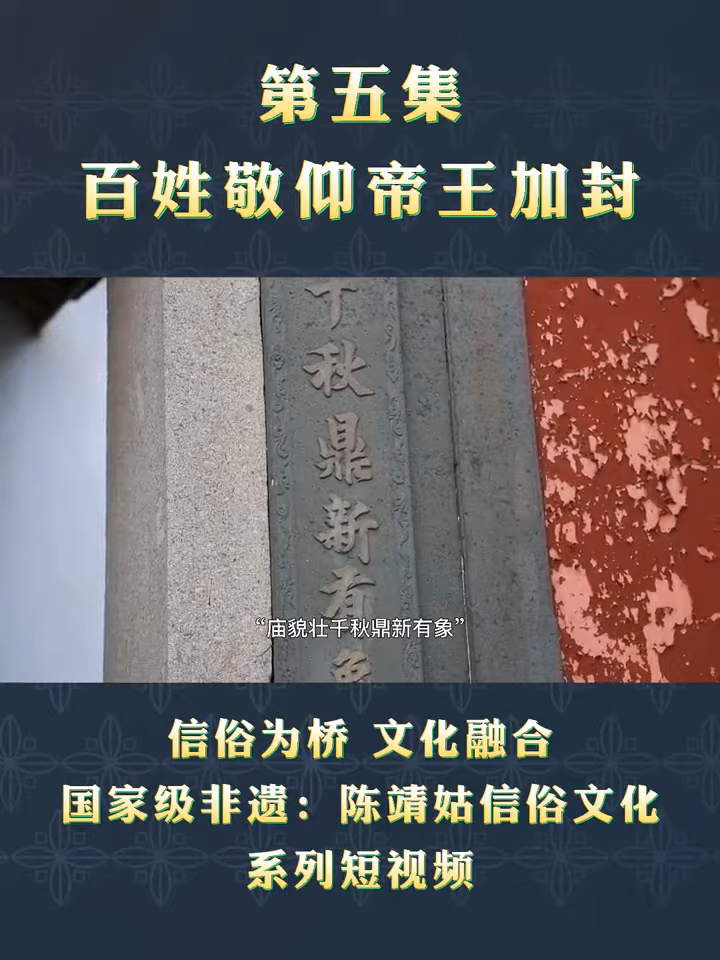 第五集
百姓敬仰帝王加封
千秋鼎新有象
“庙貌壮千秋鼎新有象”
信俗为桥 文化融合
国家级非遗：陈靖姑信俗文化
系列短视频